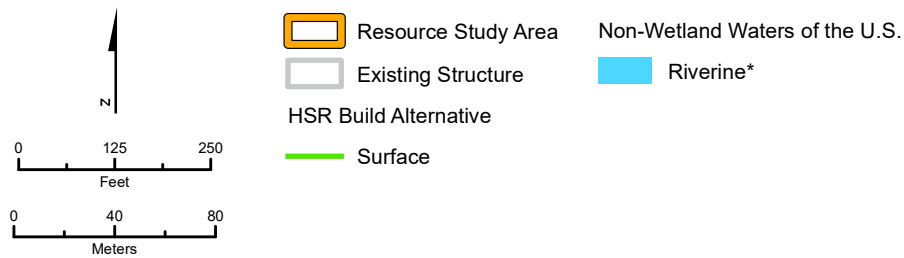 N
0 125 250
Feet
0 40 80
Meters
Resource Study Area
Existing Structure
HSR Build Alternative
Surface
Non-Wetland Waters of the U.S.
Riverine*